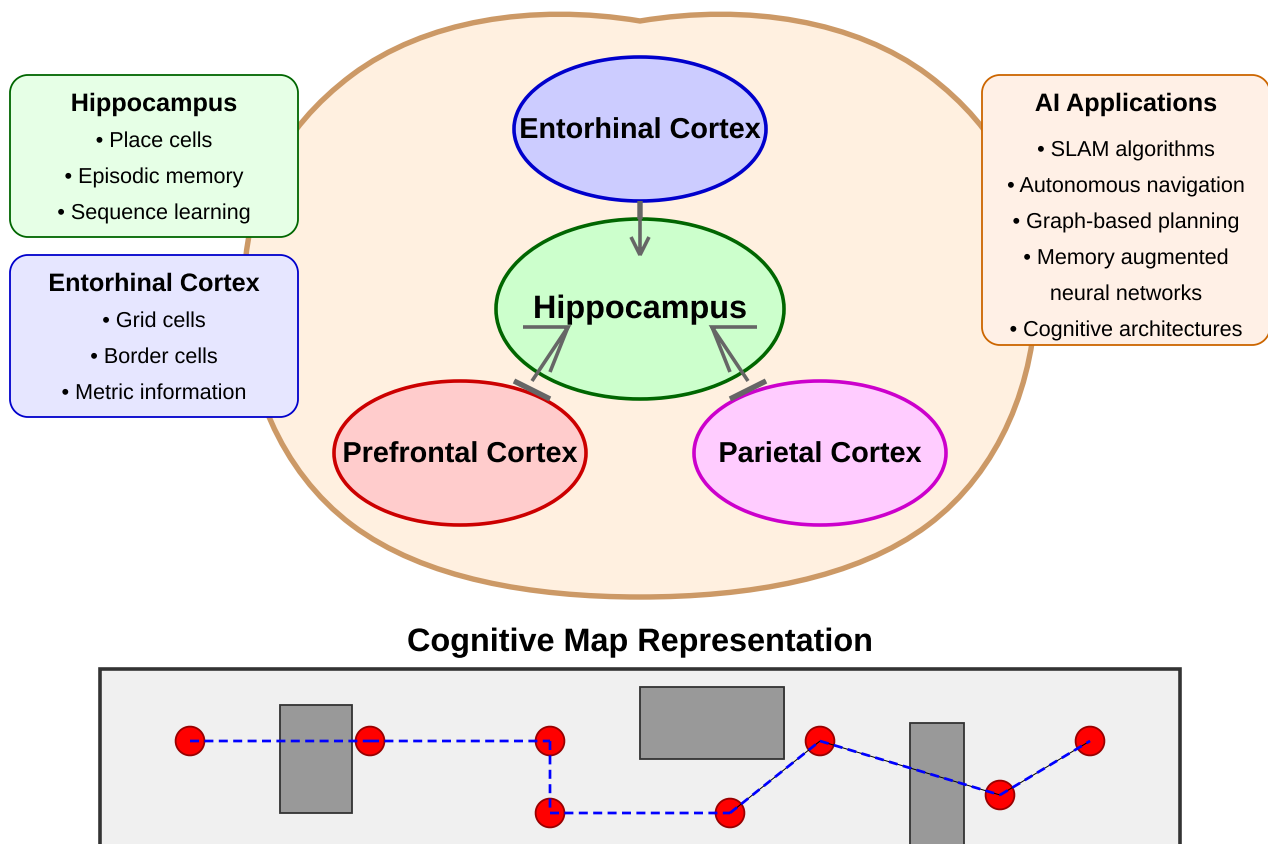 Hippocampus
• Place cells
• Episodic memory
• Sequence learning
Entorhinal Cortex
• Grid cells
• Border cells
• Metric information
Entorhinal Cortex
Hippocampus
Prefrontal Cortex
Parietal Cortex
AI Applications
• SLAM algorithms
• Autonomous navigation
• Graph-based planning
• Memory augmented
neural networks
• Cognitive architectures
Cognitive Map Representation